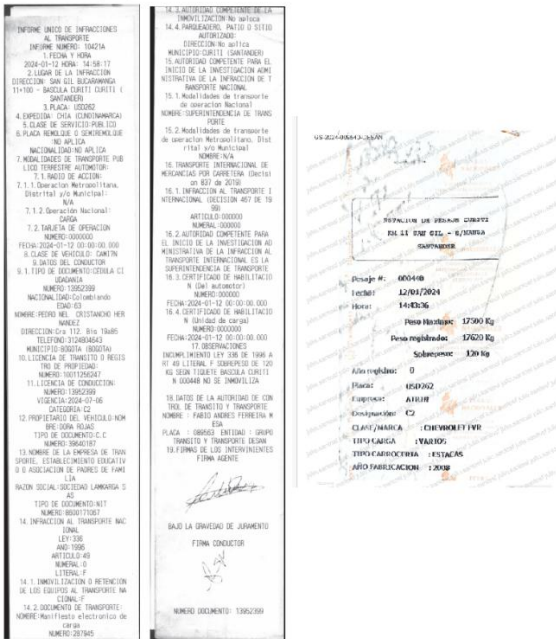 INFORME UNICO DE INFRACCIONES
AL TRANSPORTE
INFORME NUMERO: 10421A
1.FECHA Y HORA
2024-01-12 HORA: 14:58:17
2.LUGAR DE LA INFRACCION
DIRECCION: SAN GIL BUCARAMANGA
11+100 - BASCULA CURITI CURITI (
SANTANDER)
3.PLACA: USD262
4.EXPEDIDA: CHIA (CUNDINAMARCA)
5.CLASE DE SERVICIO:PUBLICO
6.PLACA REMOLQUE O SEMIREMOLQUE
:NO APLICA
NACIONALIDAD:NO APLICA
7.MODALIDADES DE TRANSPORTE PUB
LICO TERRESTRE AUTOMOTOR:
7.1.RADIO DE ACCION:
7.1.1.Operacion Metropolitana,
Distrital y/o Municipal:
N/A
7.1.2.Operación Nacional:
CARGA
7.2.TARJETA DE OPERACION
NUMERO:0000000
FECHA:2024-01-12 00:00:00.000
8.CLASE DE VEHICULO: CAMION
9.DATOS DEL CONDUCTOR
9.1.TIPO DE DOCUMENTO:CEDULA CI
UDADANIA
NUMERO:13952399
NACIONALIDAD:Colombiano
EDAD:63
NOMBRE:PEDRO NEL CRISTANCHO HER
NANDEZ
DIRECCION:Cra 112. Bio 19a85
TELEFONO:3124804643
MUNICIPIO:BOGOTA (BOGOTA)
10.LICENCIA DE TRANSITO O REGIS
TRO DE PROPIEDAD:
NUMERO:10011256247
11.LICENCIA DE CONDUCCION:
NUMERO:13952399
VIGENCIA:2024-07-06
CATEGORIA:C2
12.PROPIETARIO DEL VEHICULO:NOM
BRE:DORA ROJAS
TIPO DE DOCUMENTO:C.C
NUMERO:39640187
13.NOMBRE DE LA EMPRESA DE TRAN
SPORTE, ESTABLECIMIENTO EDUCATIV
O O ASOCIACION DE PADRES DE FAMI
LIA
RAZON SOCIAL:SOCIEDAD LAMKARGA S
AS
TIPO DE DOCUMENTO:NIT
NUMERO:8600171067
14.INFRACCION AL TRANSPORTE NAC
IONAL
LEY:336
ANO:1996
ARTICULO:49
NUMERAL:0
LITERAL:F
14.1.INMOVILIZACION O RETENCION
DE LOS EQUIPOS AL TRANSPORTE NA
CIONAL:F
14.2.DOCUMENTO DE TRANSPORTE:
NOMBRE:Manifiesto electronico de
carga
NUMERO:287945
14.3.AUTORIDAD COMPETENTE DE LA
INMOVILIZACION:No aplica
14.4.PARQUEADERO, PATIO O SITIO
AUTORIZADO:
DIRECCION:No aplica
MUNICIPIO:CURITI (SANTANDER)
15.AUTORIDAD COMPETENTE PARA EL
INICIO DE LA INVESTIGACION ADMI
NISTRATIVA DE LA INFRACCION DE T
RANSPORTE NACIONAL
15.1.Modalidades de transporte
de operacion Nacional
NOMBRE:SUPERINTENDENCIA DE TRANS
PORTE
15.2.Modalidades de transporte
de operacion Metropolitana, Dist
rital y/o Municipal
NOMBRE:N/A
16.TRANSPORTE INTERNACIONAL DE
MERCANCIAS POR CARRETERA (Decisi
on 837 de 2019)
16.1.INFRACCION AL TRANSPORTE I
NTERNACIONAL (DECISION 467 DE 19
99)
ARTICULO:000000
NUMERAL:000000
16.2.AUTORIDAD COMPETENTE PARA
EL INICIO DE LA INVESTIGACION AD
MINISTRATIVA DE LA INFRACCION AL
TRANSPORTE INTERNACIONAL ES LA
SUPERINTENDENCIA DE TRANSPORTE
16.3.CERTIFICADO DE HABILITACIO
N (Del automotor)
NUMERO:000000
FECHA:2024-01-12 00:00:00.000
16.4.CERTIFICADO DE HABILITACIO
N (Unidad de carga)
NUMERO:0000000
FECHA:2024-01-12 00:00:00.000
17.OBSERVACIONES
INCUMPLIMIENTO LEY 336 DE 1996 A
RT 49 LITERAL F SOBREPESO DE 120
KG SEGN TIQUETE BASCULA CURITI
N 000448 NO SE INMOVILIZA
18.DATOS DE LA AUTORIDAD DE CON
TROL DE TRANSITO Y TRANSPORTE
NOMBRE : FABIO ANDRES FERREIRA M
ESA
PLACA : 089563 ENTIDAD : GRUPO
TRANSITO Y TRANSPORTE DESAN
19.FIRMAS DE LOS INTERVINIENTES
FIRMA AGENTE
BAJO LA GRAVEDAD DE JURAMENTO
FIRMA CONDUCTOR
NUMERO DOCUMENTO: 13952399
ESTACION DE PESAJE CURITI
KM 11 SAN GIL - B/MANGA
SANTANDER
Pesaje #: 000448
Fecha: 12/01/2024
Hora: 14:43:36
Peso Maximo: 17500 Kg
Peso registrado: 17620 Kg
Sobrepeso: 120 Kg
Año registro: 0
Placa: USD262
Designación: C2
CLASE/MARCA : CHEVROLET FVR
TIPO CARGA : VARIOS
TIPO CARROCERIA : ESTACAS
AÑO FABRICACION : 2008